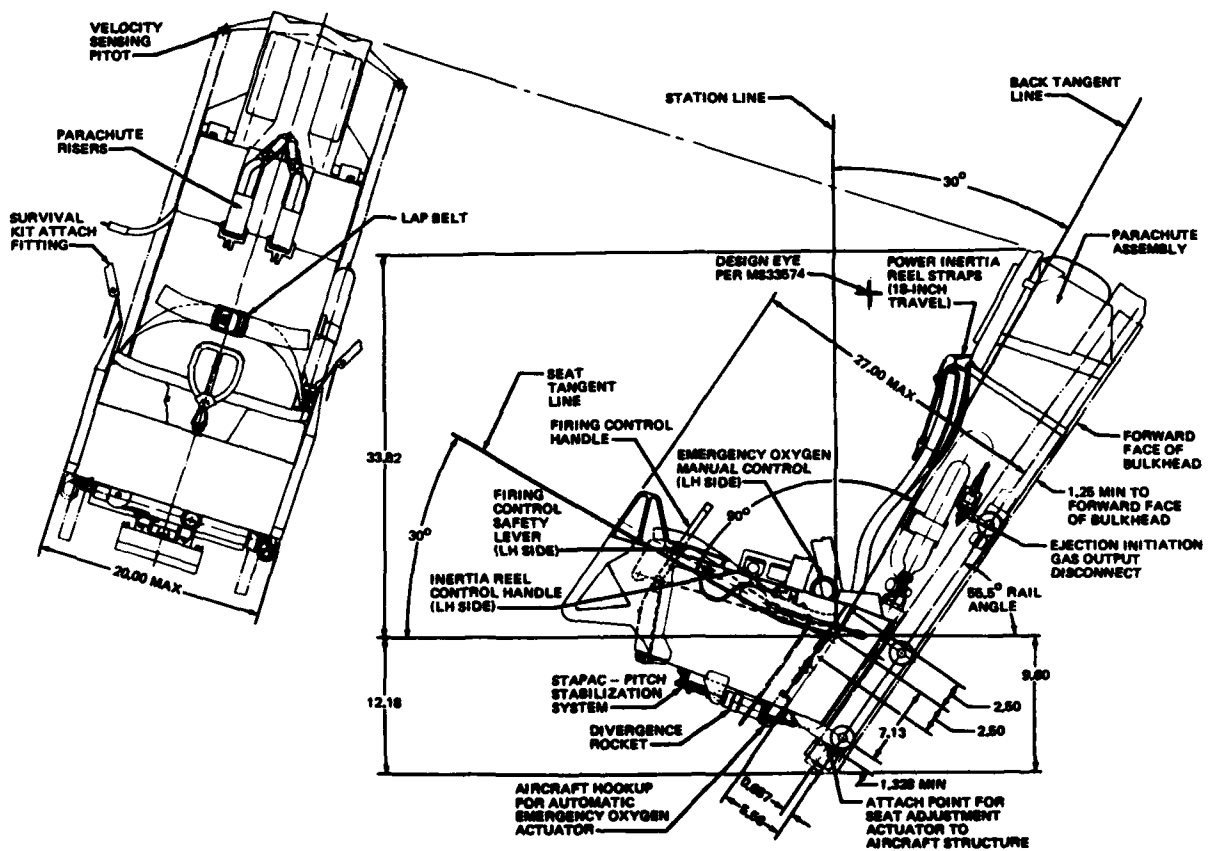 VELOCITY
SENSING
PITOT
PARACHUTE
RISERS
SURVIVAL
KIT ATTACH
FITTING
LAP BELT
20.00 MAX
STATION LINE
BACK TANGENT
LINE
30°
PARACHUTE
ASSEMBLY
DESIGN EYE
PER MS33574
POWER INERTIA
REEL STRAPS
(18-INCH
TRAVEL)
27.00 MAX
SEAT
TANGENT
LINE
FIRING CONTROL
HANDLE
EMERGENCY OXYGEN
MANUAL CONTROL
(LH SIDE)
FORWARD
FACE OF
BULKHEAD
33.82
30°
FIRING
CONTROL
SAFETY
LEVER
(LH SIDE)
90°
1.25 MIN TO
FORWARD FACE
OF BULKHEAD
INERTIA REEL
CONTROL HANDLE
(LH SIDE)
EJECTION INITIATION
GAS OUTPUT
DISCONNECT
RAIL
ANGLE
12.18
STAPAC – PITCH
STABILIZATION
SYSTEM
DIVERGENCE
ROCKET
2.50
2.50
7.13
AIRCRAFT HOOKUP
FOR AUTOMATIC
EMERGENCY OXYGEN
ACTUATOR
MIN
ATTACH POINT FOR
SEAT ADJUSTMENT
ACTUATOR TO
AIRCRAFT STRUCTURE